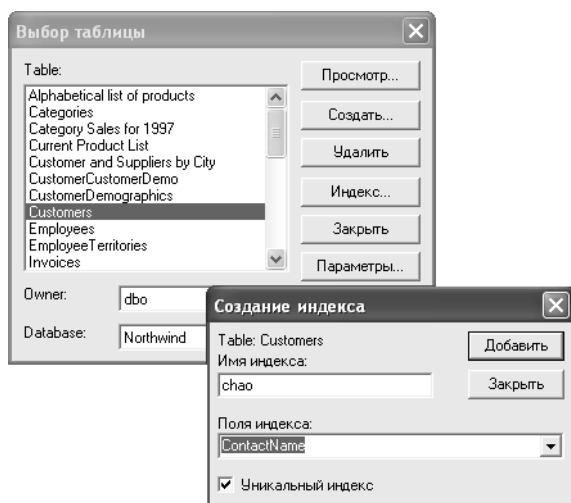 Выбор таблицы
Table:
Alphabetical list of products
Categories
Category Sales for 1997
Current Product List
Customer and Suppliers by City
CustomerCustomerDemo
CustomerDemographics
Customers
Employees
EmployeeTerritories
Invoices
Просмотр...
Создать...
Удалить
Индекс...
Закрыть
Параметры...
Owner:
dbo
Database:
Northwind
Создание индекса
Table: Customers
Имя индекса:
chao
Добавить
Закрыть
Поля индекса:
ContactName
Уникальный индекс